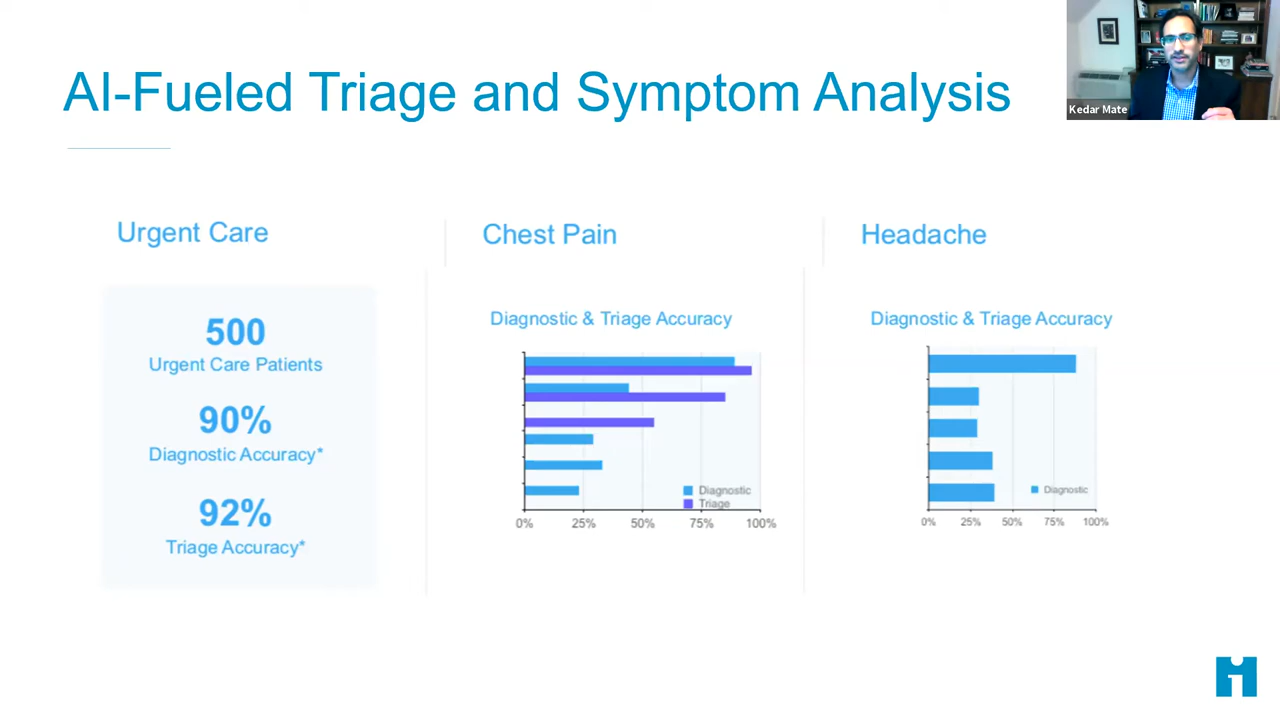 AI-Fueled Triage and Symptom Analysis
Kedar Mate
Urgent Care
500
Urgent Care Patients
90%
Diagnostic Accuracy*
92%
Triage Accuracy*
Chest Pain
Diagnostic & Triage Accuracy
Diagnostic
Triage
0% 25% 50% 75% 100%
Headache
Diagnostic & Triage Accuracy
Diagnostic
0% 25% 50% 75% 100%